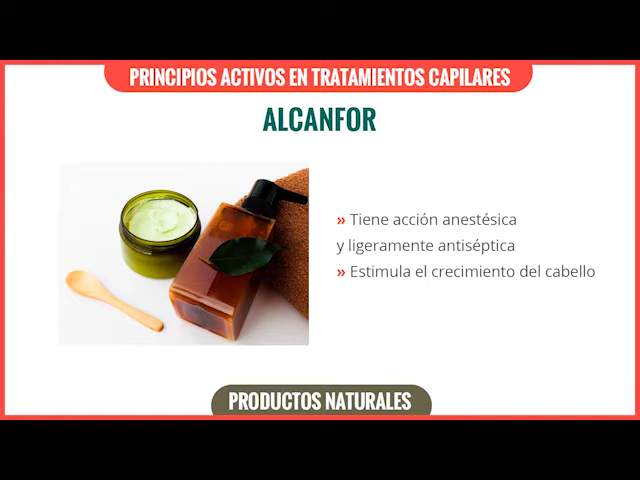 PRINCIPIOS ACTIVOS EN TRATAMIENTOS CAPILARES
ALCANFOR
» Tiene acción anestésica
y ligeramente antiséptica
» Estimula el crecimiento del cabello
PRODUCTOS NATURALES